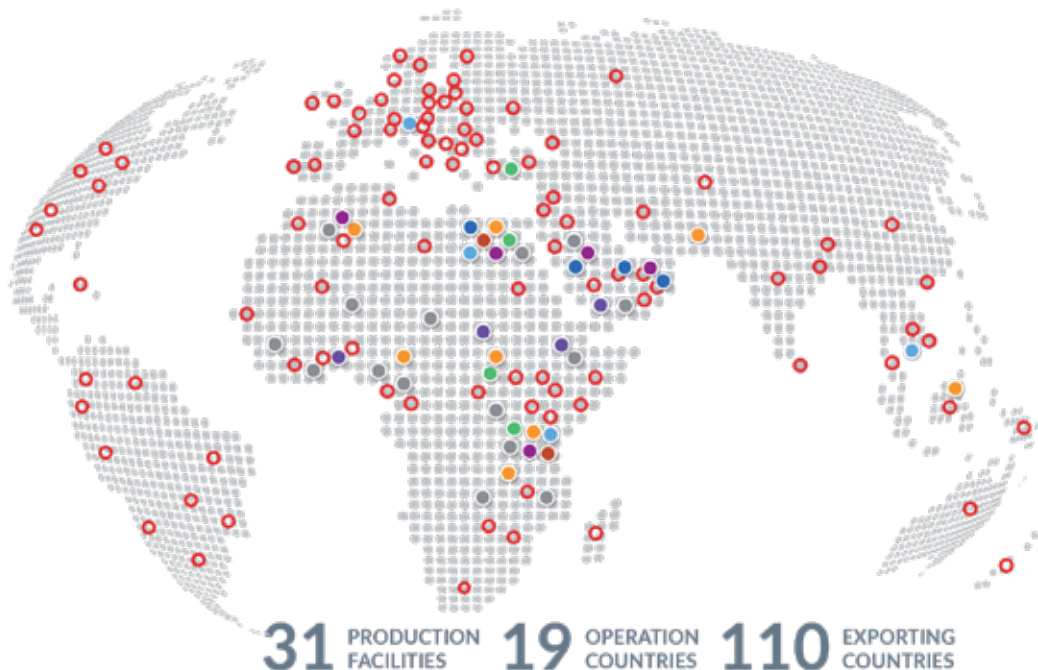 31 PRODUCTION FACILITIES
19 OPERATION COUNTRIES
110 EXPORTING COUNTRIES